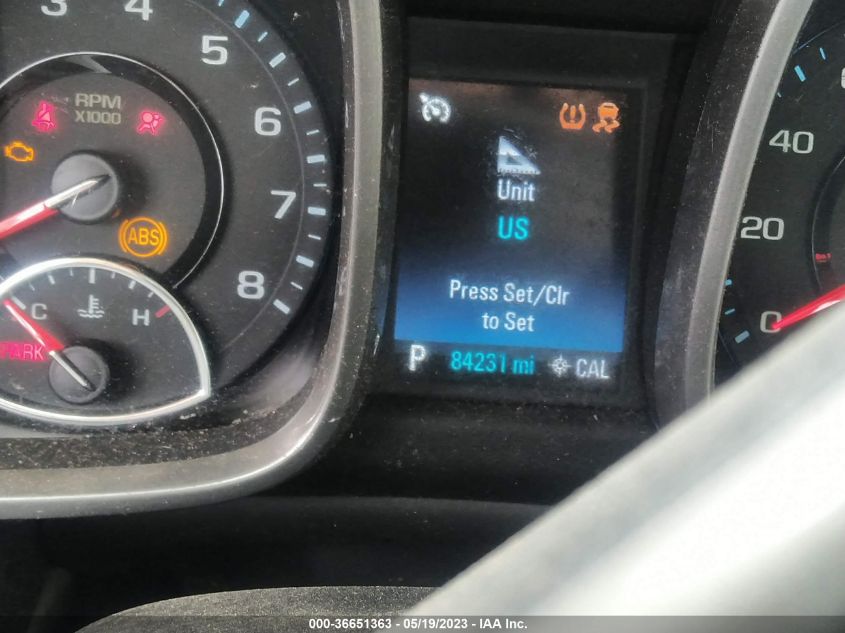 3 4
5
6
7
8
RPM
X1000
ABS
C H
PARK
Unit
US
Press Set/Clr
to Set
P 84231 mi CAL
40
20
0
000-36651363 - 05/19/2023 - IAA Inc.